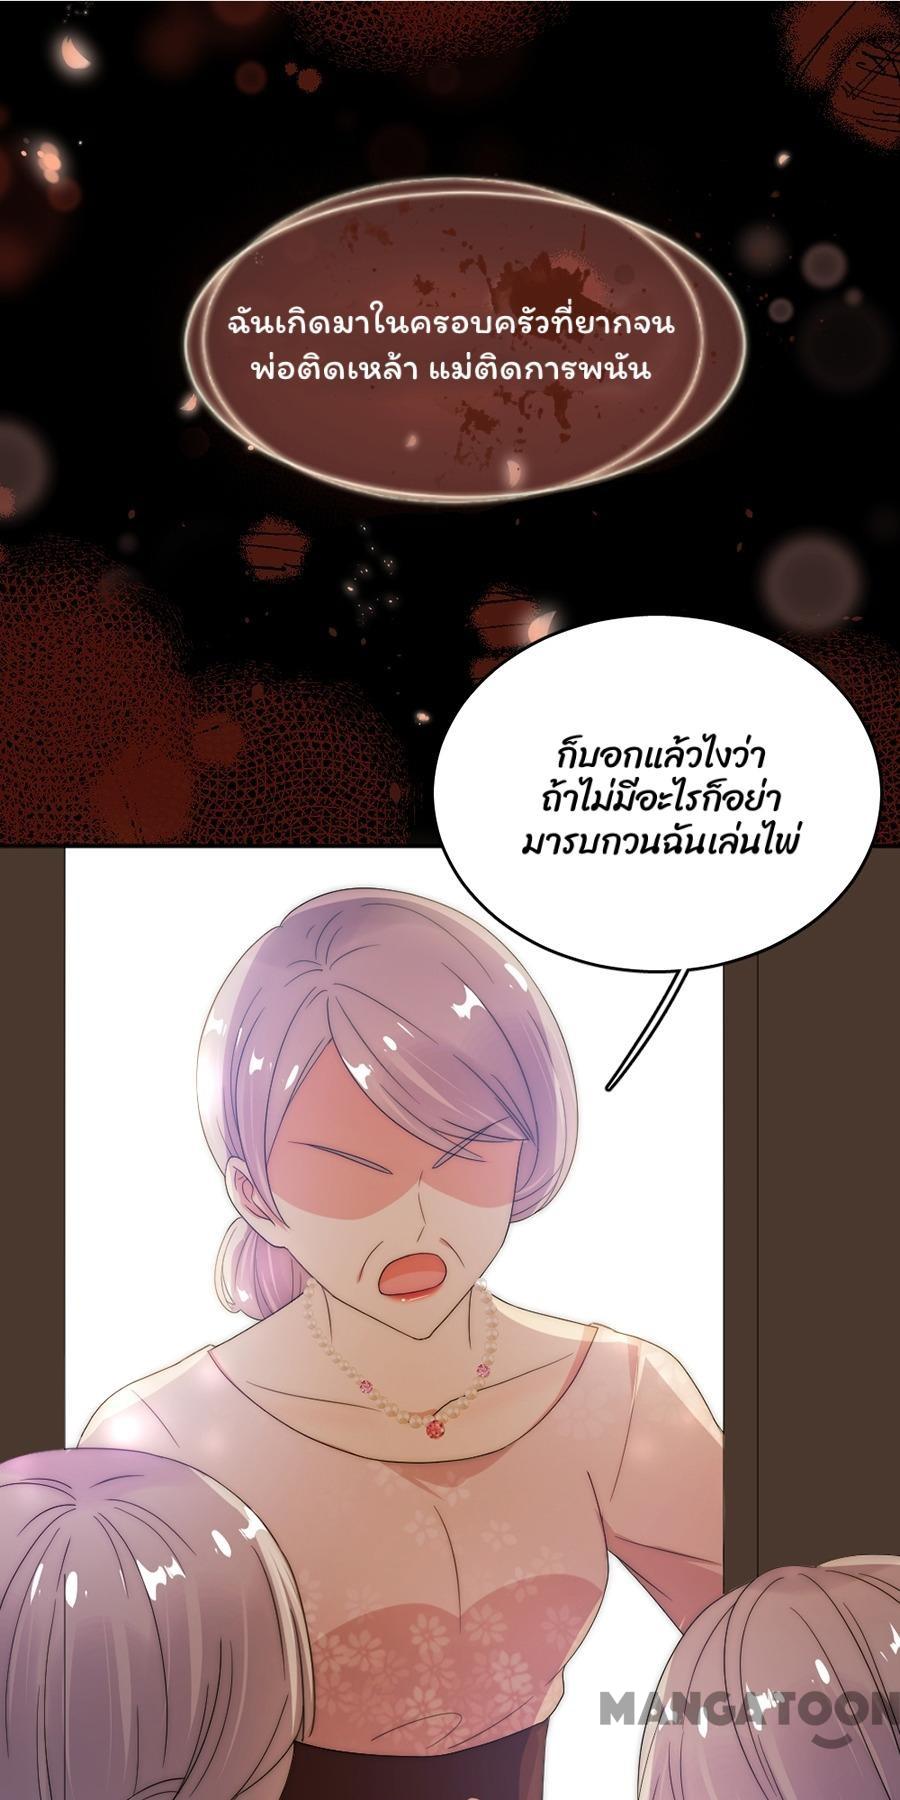 ฉันเกิดมาในครอบครัวที่ยากจน
พ่อติดเหล้า แม่ติดการพนัน
ก็บอกแล้วไงว่า
ถ้าไม่มีอะไรก็อย่า
มารบกวนฉันเล่นไพ่
MANGATOON